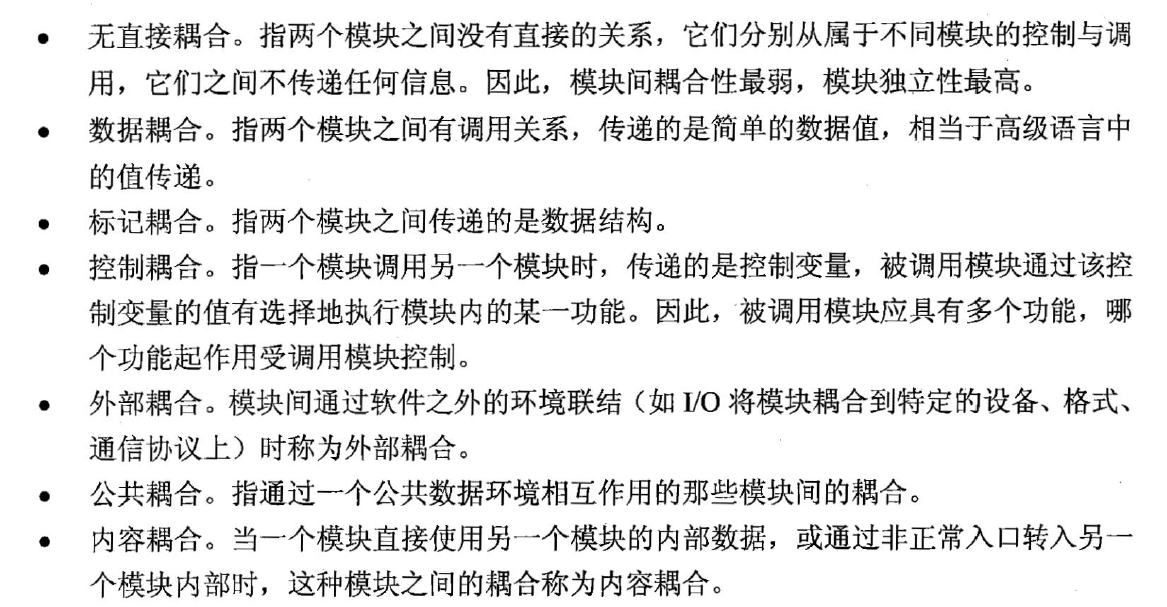 • 无直接耦合。指两个模块之间没有直接的关系，它们分别从属于不同模块的控制与调
用，它们之间不传递任何信息。因此，模块间耦合性最弱，模块独立性最高。
• 数据耦合。指两个模块之间有调用关系，传递的是简单的数据值，相当于高级语言中
的值传递。
• 标记耦合。指两个模块之间传递的是数据结构。
• 控制耦合。指一个模块调用另一个模块时，传递的是控制变量，被调用模块通过该控
制变量的值有选择地执行模块内的某一功能。因此，被调用模块应具有多个功能，哪
个功能起作用受调用模块控制。
• 外部耦合。模块间通过软件之外的环境联结（如 I/O 将模块耦合到特定的设备、格式、
通信协议上）时称为外部耦合。
• 公共耦合。指通过一个公共数据环境相互作用的那些模块间的耦合。
• 内容耦合。当一个模块直接使用另一个模块的内部数据，或通过非正常入口转入另一
个模块内部时，这种模块之间的耦合称为内容耦合。